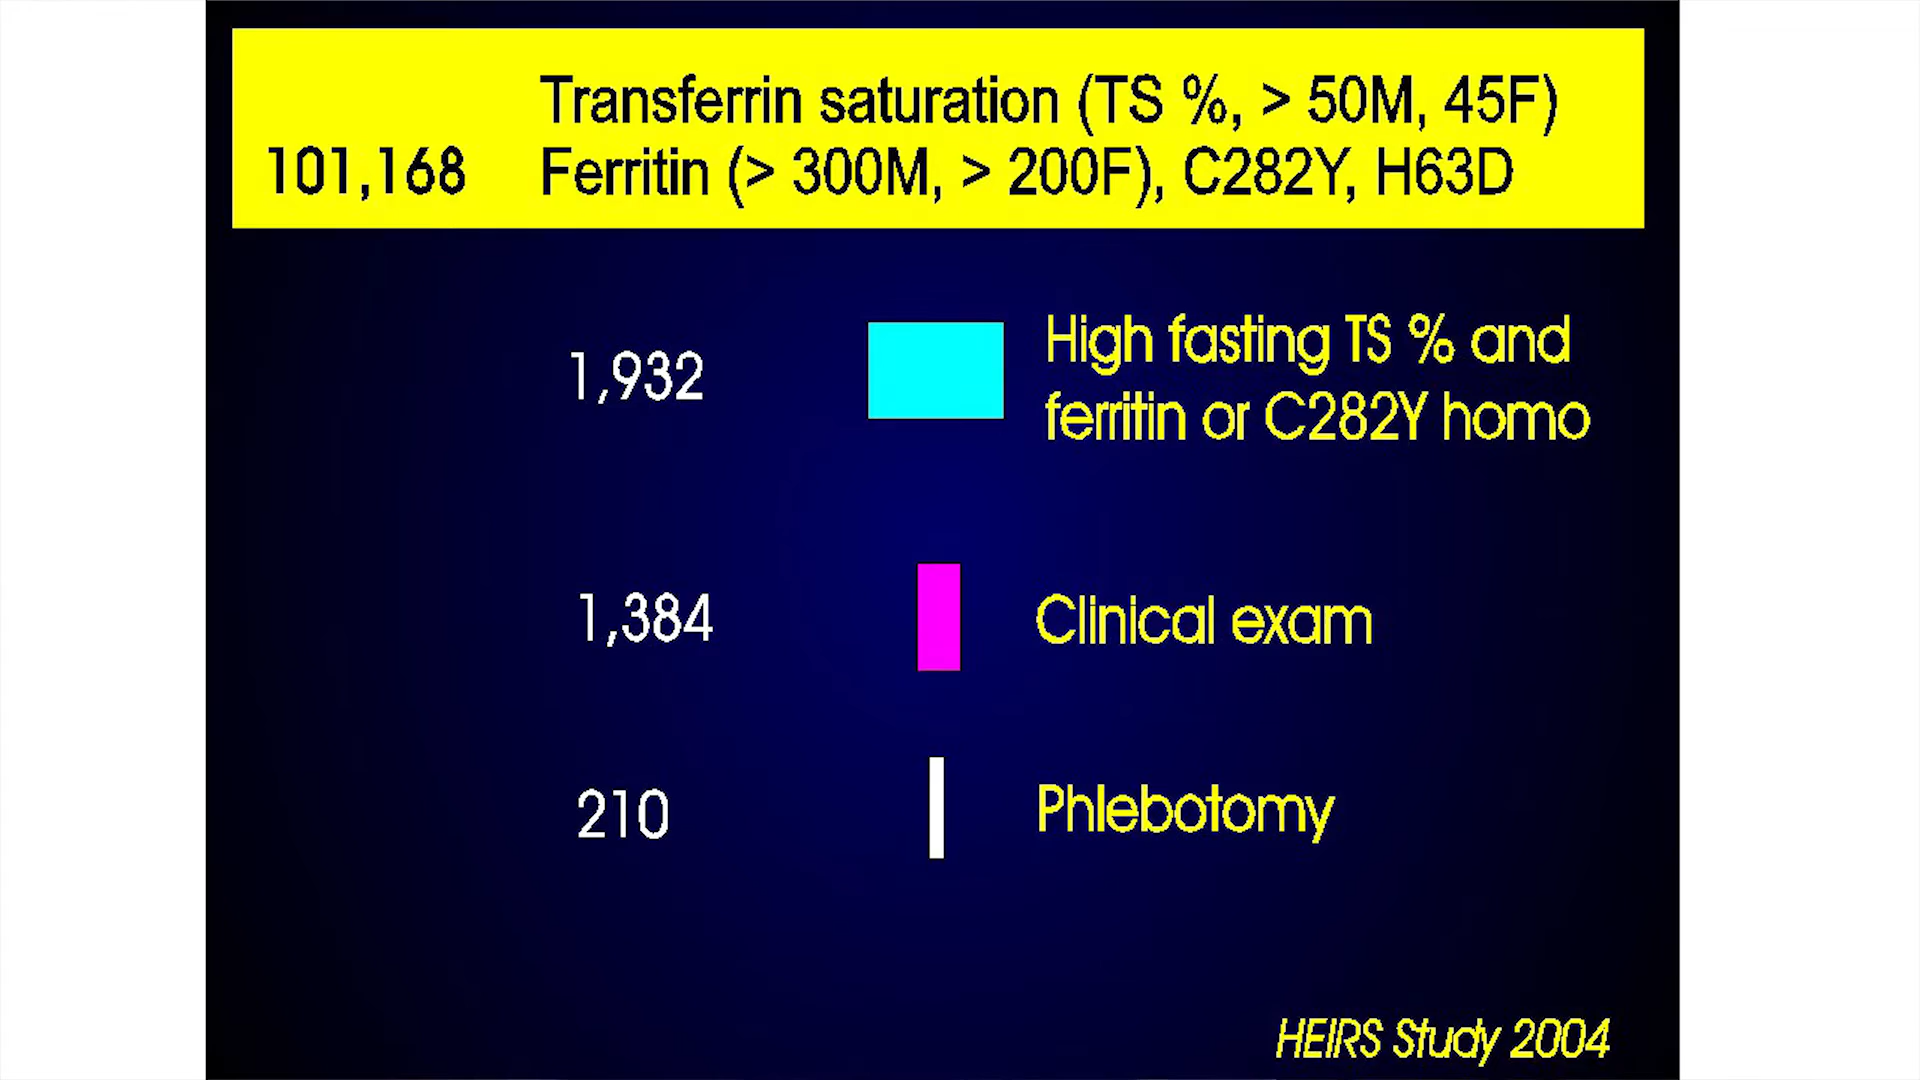 Transferrin saturation (TS %, > 50M, 45F)
101,168 Ferritin (> 300M, > 200F), C282Y, H63D
1,932
High fasting TS % and
ferritin or C282Y homo
1,384
Clinical exam
210
Phlebotomy
HEIRS Study 2004